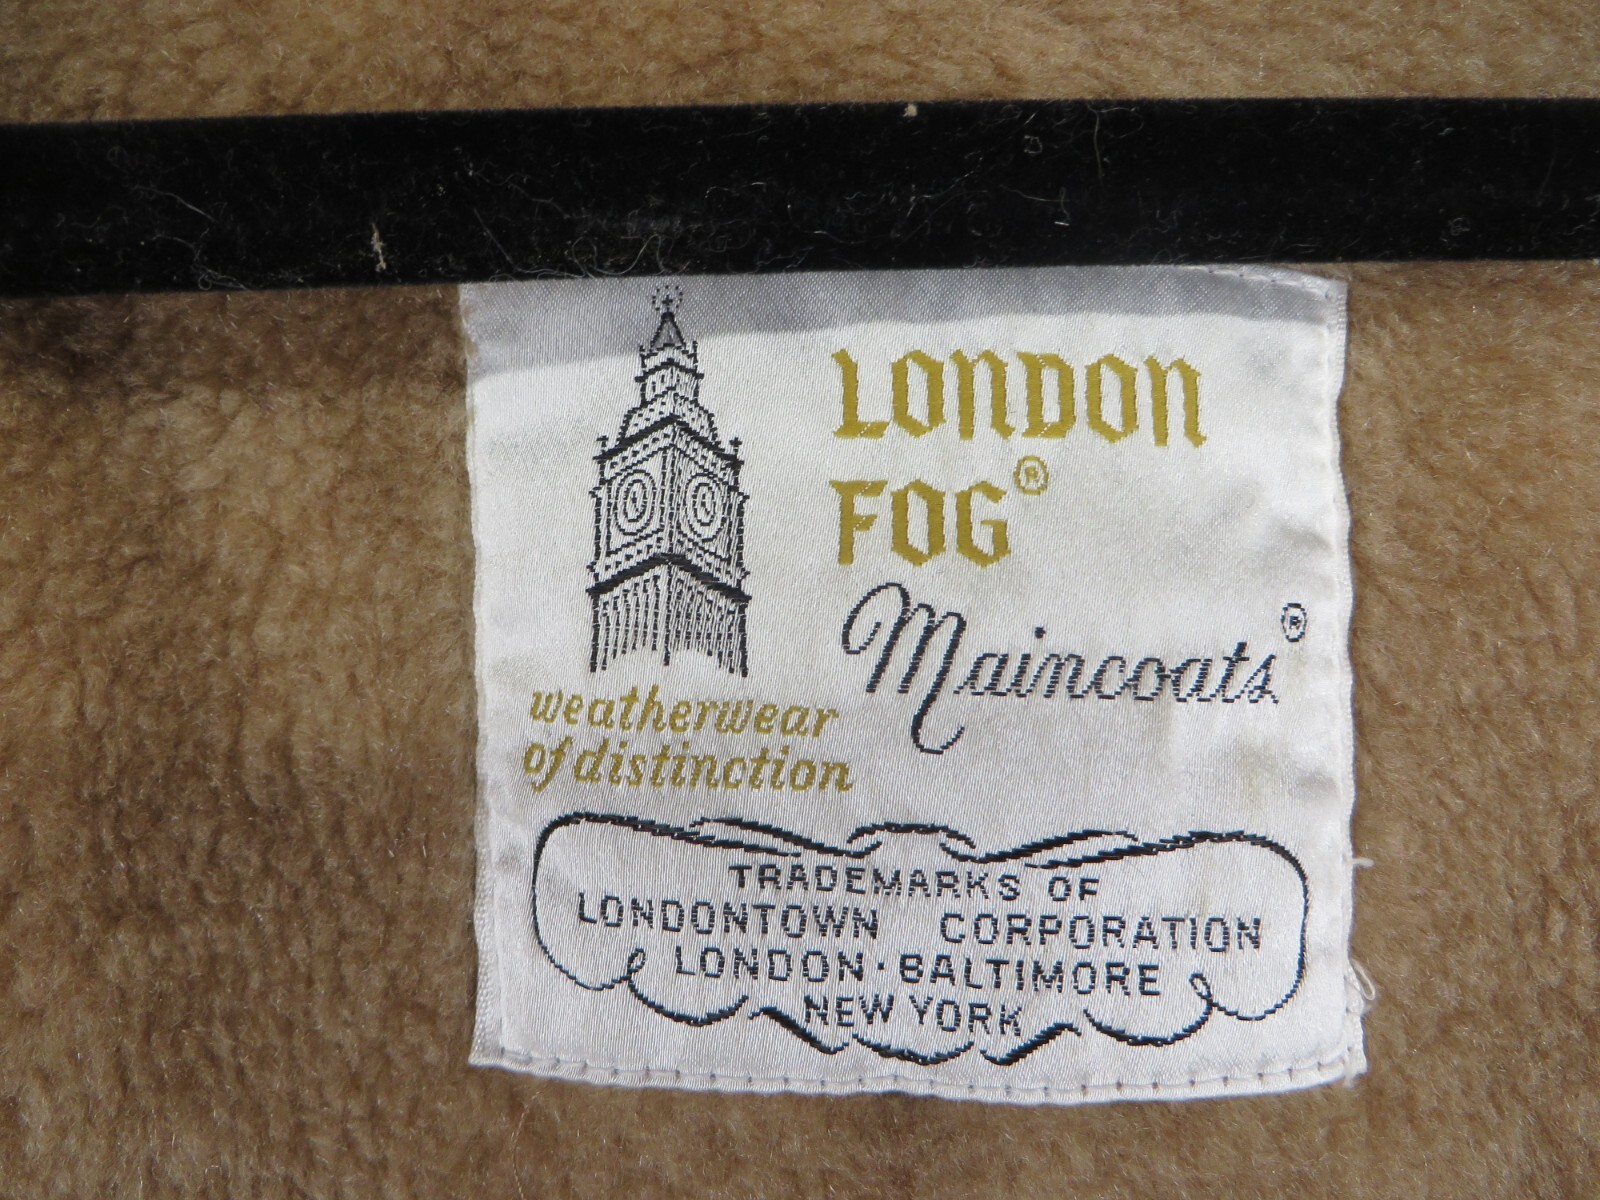 LONDON
FOG®
Maincoats®
weatherwear
of distinction
TRADEMARKS OF
LONDONTOWN CORPORATION
LONDON · BALTIMORE
NEW YORK